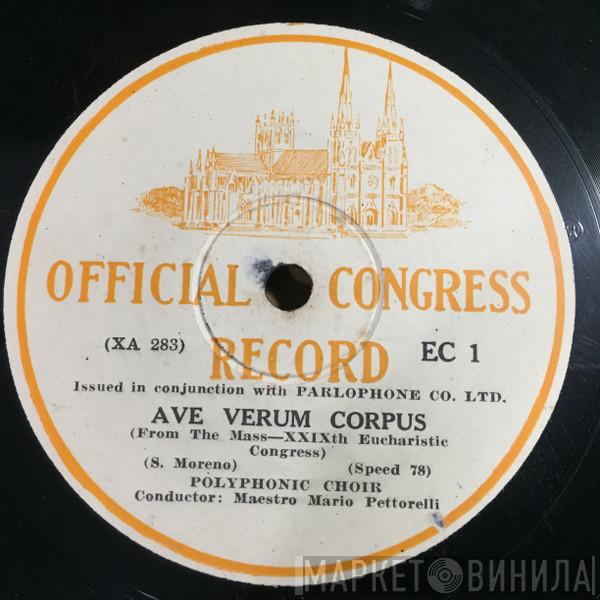 OFFICIAL CONGRESS
(XA 283) RECORD EC 1
Issued in conjunction with PARLOPHONE CO. LTD.
AVE VERUM CORPUS
(From The Mass—XXIXth Eucharistic
Congress)
(S. Moreno) (Speed 78)
POLYPHONIC CHOIR
Conductor: Maestro Mario Pettorelli
МАРКЕТ ВИНИЛА